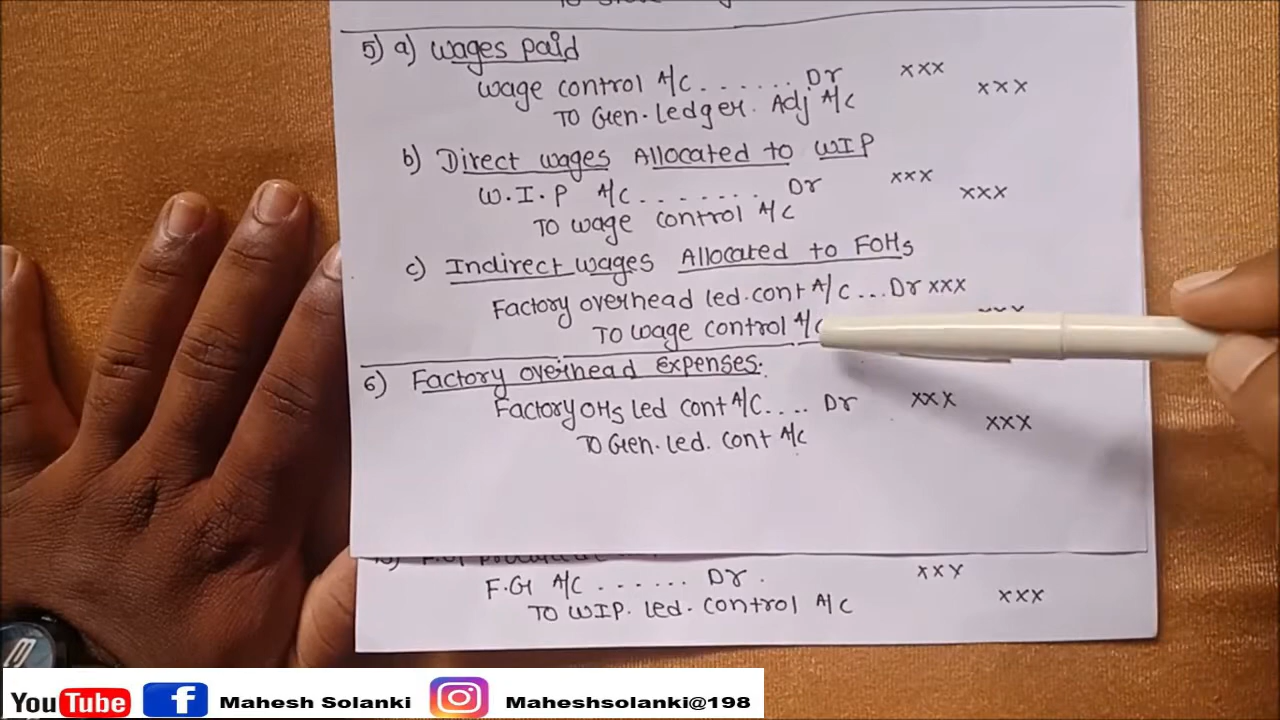 5) a) Wages Paid
Wage control A/C . . . . . . Dr xxx
To Gen. Ledger. Adj A/C xxx
b) Direct wages Allocated to WIP
W.I.P A/C . . . . . . . Dr xxx
To wage control A/C xxx
c) Indirect wages Allocated to FOHs
Factory overhead led. cont A/C ... Dr xxx
To wage control A/C
6) Factory overhead Expenses.
Factory OHs led cont A/C.... Dr xxx
To Gen. led. cont A/C xxx
F.G A/C . . . . . . Dr. xxy
To WIP. led. control A/C xxx
YouTube f Mahesh Solanki Maheshsolanki@198